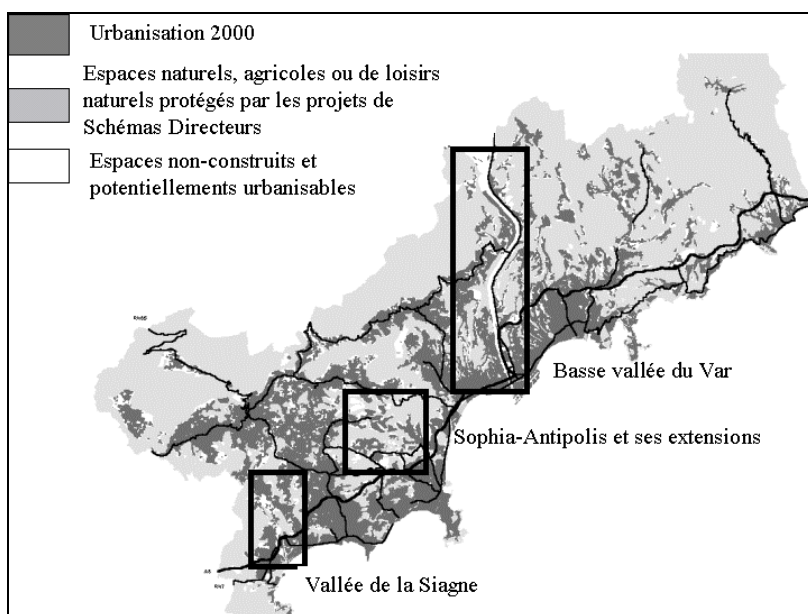 Urbanisation 2000
Espaces naturels, agricoles ou de loisirs
naturels protégés par les projets de
Schémas Directeurs
Espaces non-construits et
potentiellements urbanisables
Basse vallée du Var
Sophia-Antipolis et ses extensions
Vallée de la Siagne